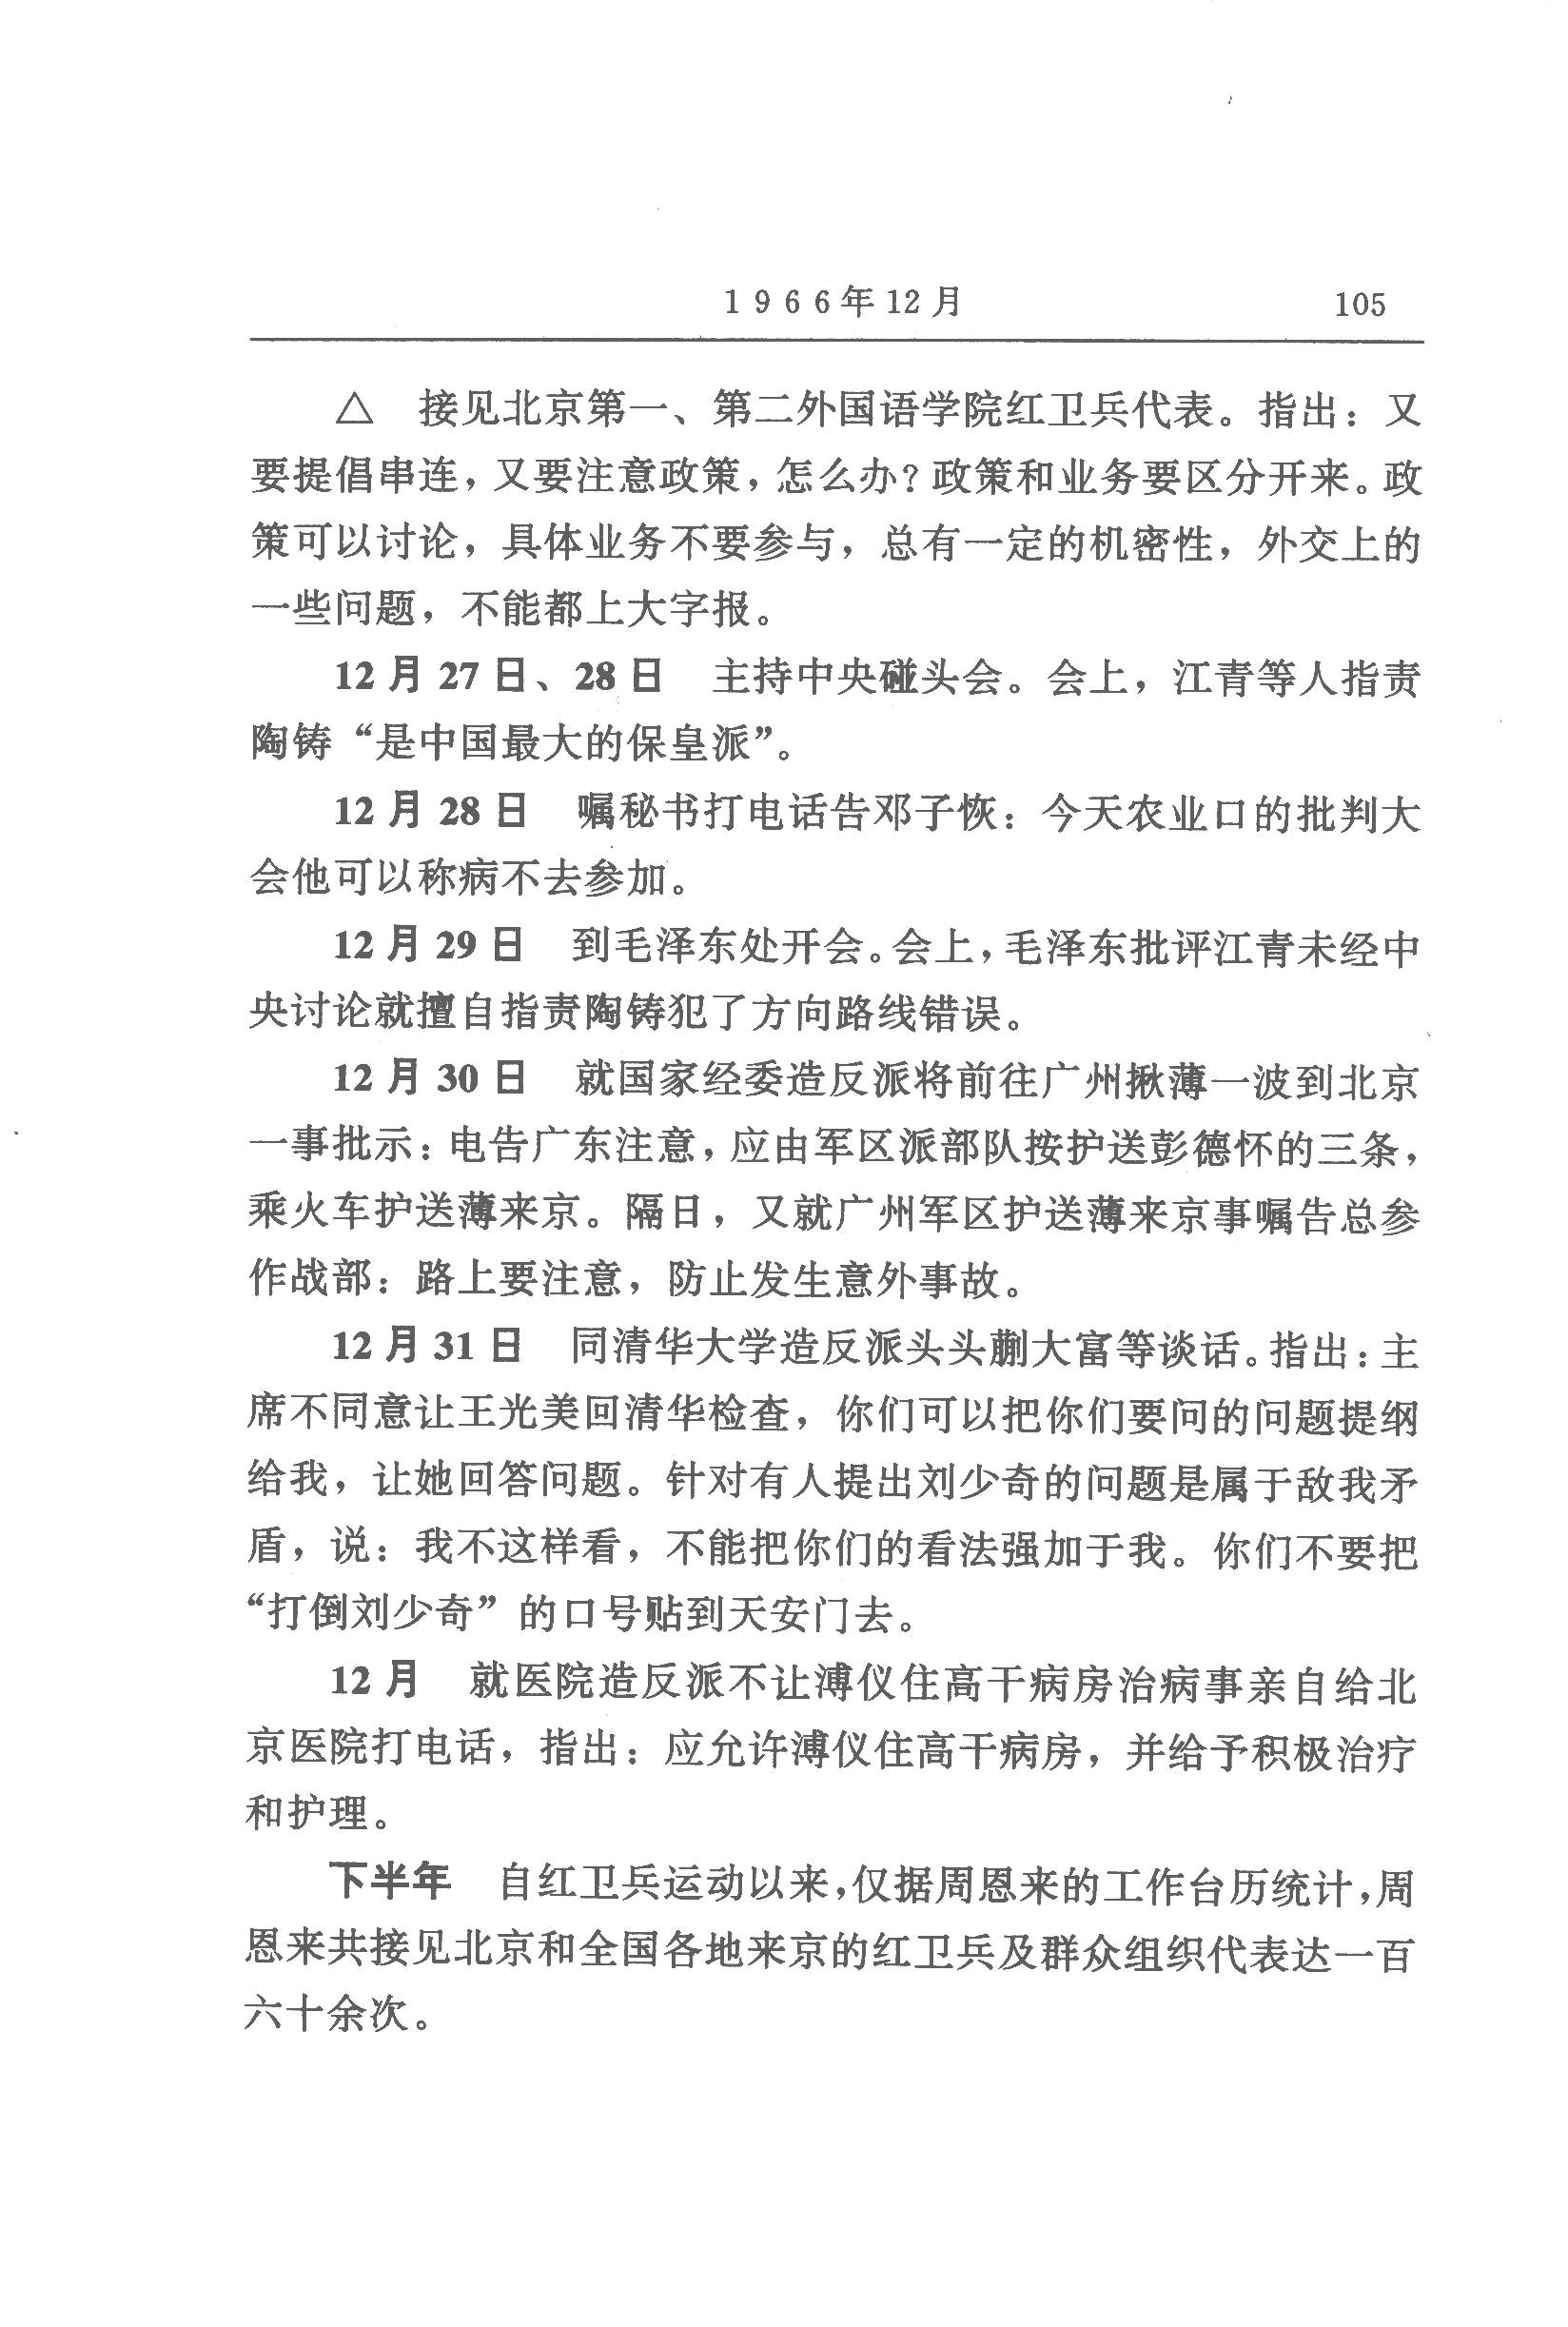 1966年12月 105
△ 接见北京第一、第二外国语学院红卫兵代表。指出：又
要提倡串连，又要注意政策，怎么办？政策和业务要区分开来。政
策可以讨论，具体业务不要参与，总有一定的机密性，外交上的
一些问题，不能都上大字报。
12月27日、28日 主持中央碰头会。会上，江青等人指责
陶铸“是中国最大的保皇派”。
12月28日 嘱秘书打电话告邓子恢：今天农业口的批判大
会他可以称病不去参加。
12月29日 到毛泽东处开会。会上，毛泽东批评江青未经中
央讨论就擅自指责陶铸犯了方向路线错误。
12月30日 就国家经委造反派将前往广州揪薄一波到北京
一事批示：电告广东注意，应由军区派部队按护送彭德怀的三条，
乘火车护送薄来京。隔日，又就广州军区护送薄来京事嘱告总参
作战部：路上要注意，防止发生意外事故。
12月31日 同清华大学造反派头头蒯大富等谈话。指出：主
席不同意让王光美回清华检查，你们可以把你们要问的问题提纲
给我，让她回答问题。针对有人提出刘少奇的问题是属于敌我矛
盾，说：我不这样看，不能把你们的看法强加于我。你们不要把
“打倒刘少奇”的口号贴到天安门去。
12月 就医院造反派不让溥仪住高干病房治病事亲自给北
京医院打电话，指出：应允许溥仪住高干病房，并给予积极治疗
和护理。
下半年 自红卫兵运动以来，仅据周恩来的工作台历统计，周
恩来共接见北京和全国各地来京的红卫兵及群众组织代表达一百
六十余次。